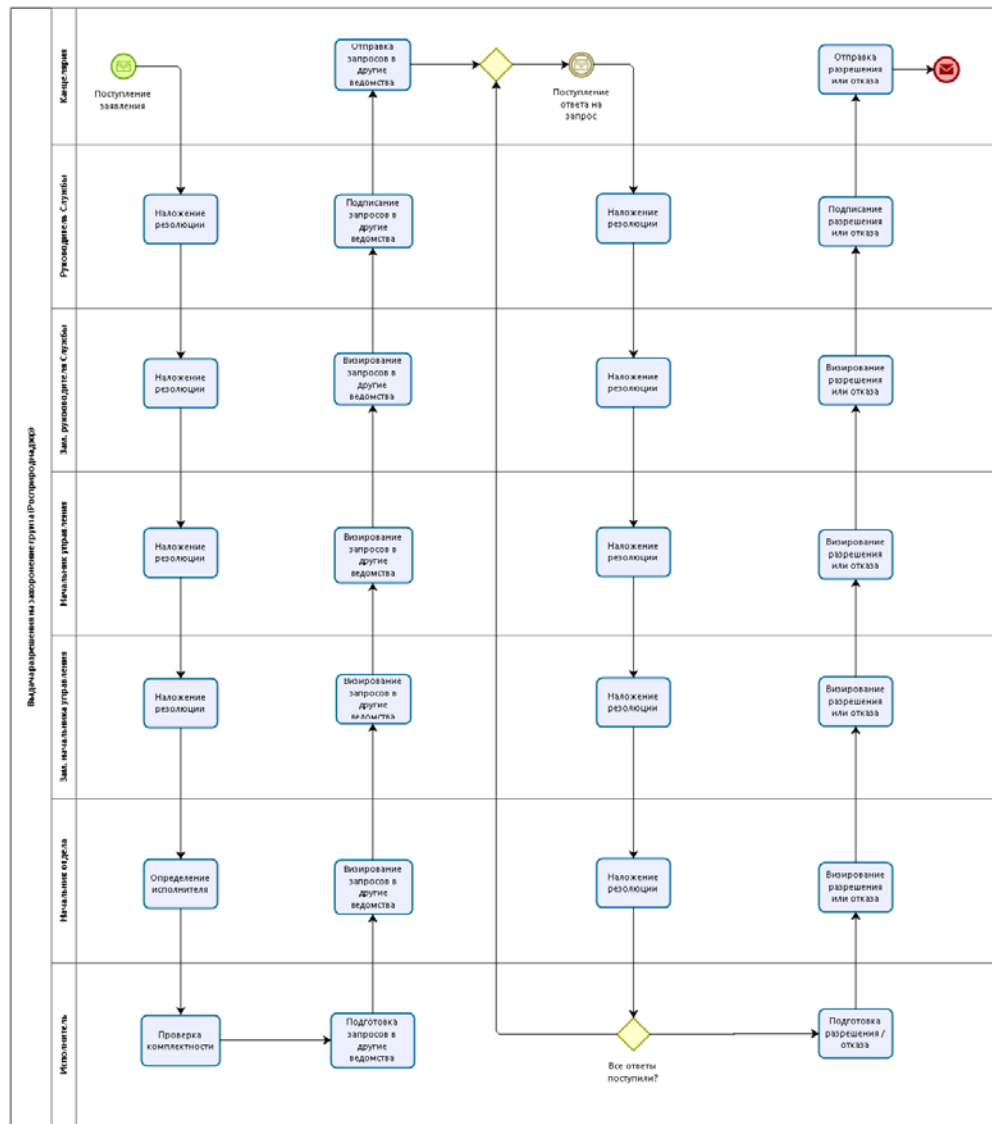 Выдача разрешения на захоронение грунта (Росприроднадзор)
Канцелярия
Поступление
заявления
Отправка
запросов в
другие
ведомства
Поступление
ответа на
запрос
Отправка
разрешения
или отказа
Руководитель Службы
Наложение
резолюции
Подписание
запросов в
другие
ведомства
Наложение
резолюции
Подписание
разрешения
или отказа
Зам. руководителя Службы
Наложение
резолюции
Визирование
запросов в
другие
ведомства
Наложение
резолюции
Визирование
разрешения
или отказа
Начальник управления
Наложение
резолюции
Визирование
запросов в
другие
ведомства
Наложение
резолюции
Визирование
разрешения
или отказа
Зам. начальника управления
Наложение
резолюции
Визирование
запросов в
другие
ведомства
Наложение
резолюции
Визирование
разрешения
или отказа
Начальник отдела
Определение
исполнителя
Визирование
запросов в
другие
ведомства
Наложение
резолюции
Визирование
разрешения
или отказа
Исполнитель
Проверка
комплектности
Подготовка
запросов в
другие
ведомства
Все ответы
поступили?
Подготовка
разрешения /
отказа